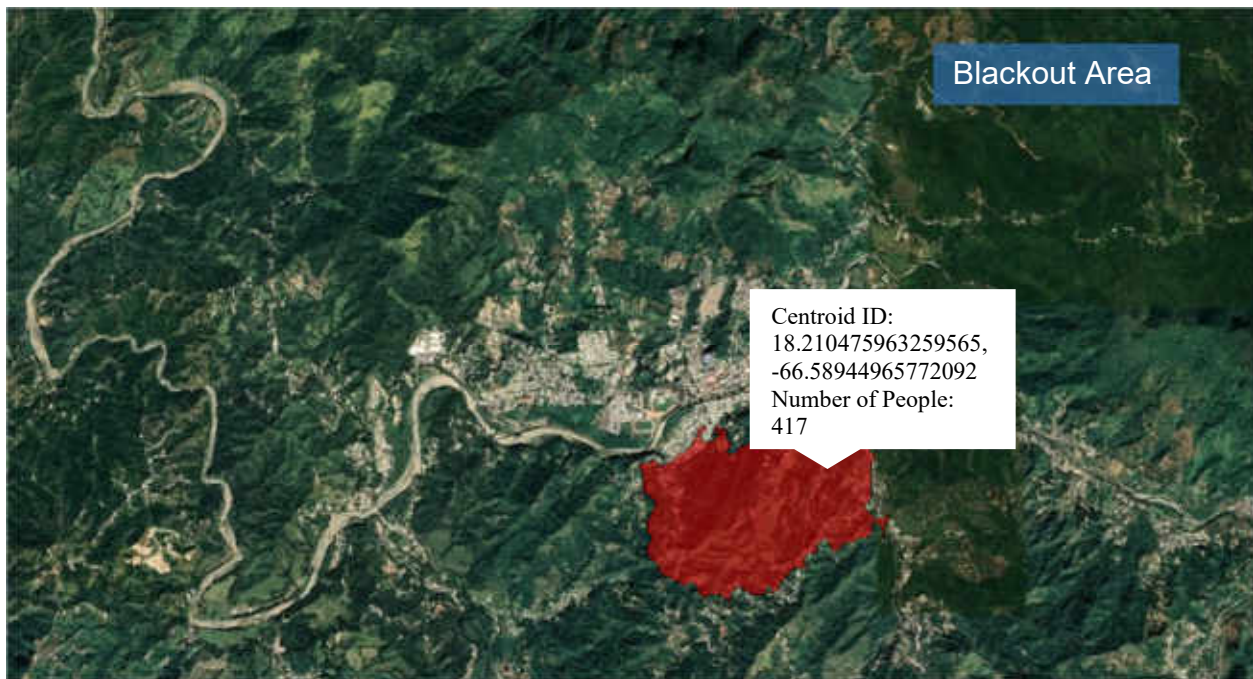 Blackout Area
Centroid ID:
18.210475963259565,
-66.58944965772092
Number of People:
417